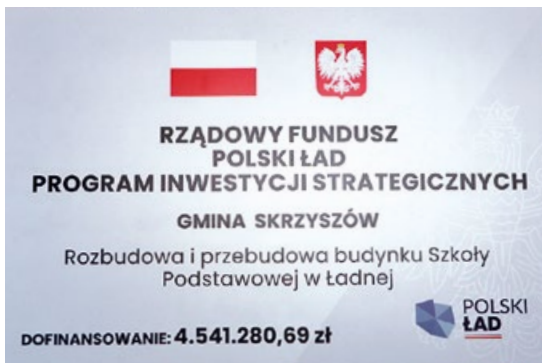 RZĄDOWY FUNDUSZ
POLSKI ŁAD
PROGRAM INWESTYCJI STRATEGICZNYCH
GMINA SKRZYSZÓW
Rozbudowa i przebudowa budynku Szkoły
Podstawowej w Ładnej
POLSKI
ŁAD
DOFINANSOWANIE: 4.541.280,69 zł